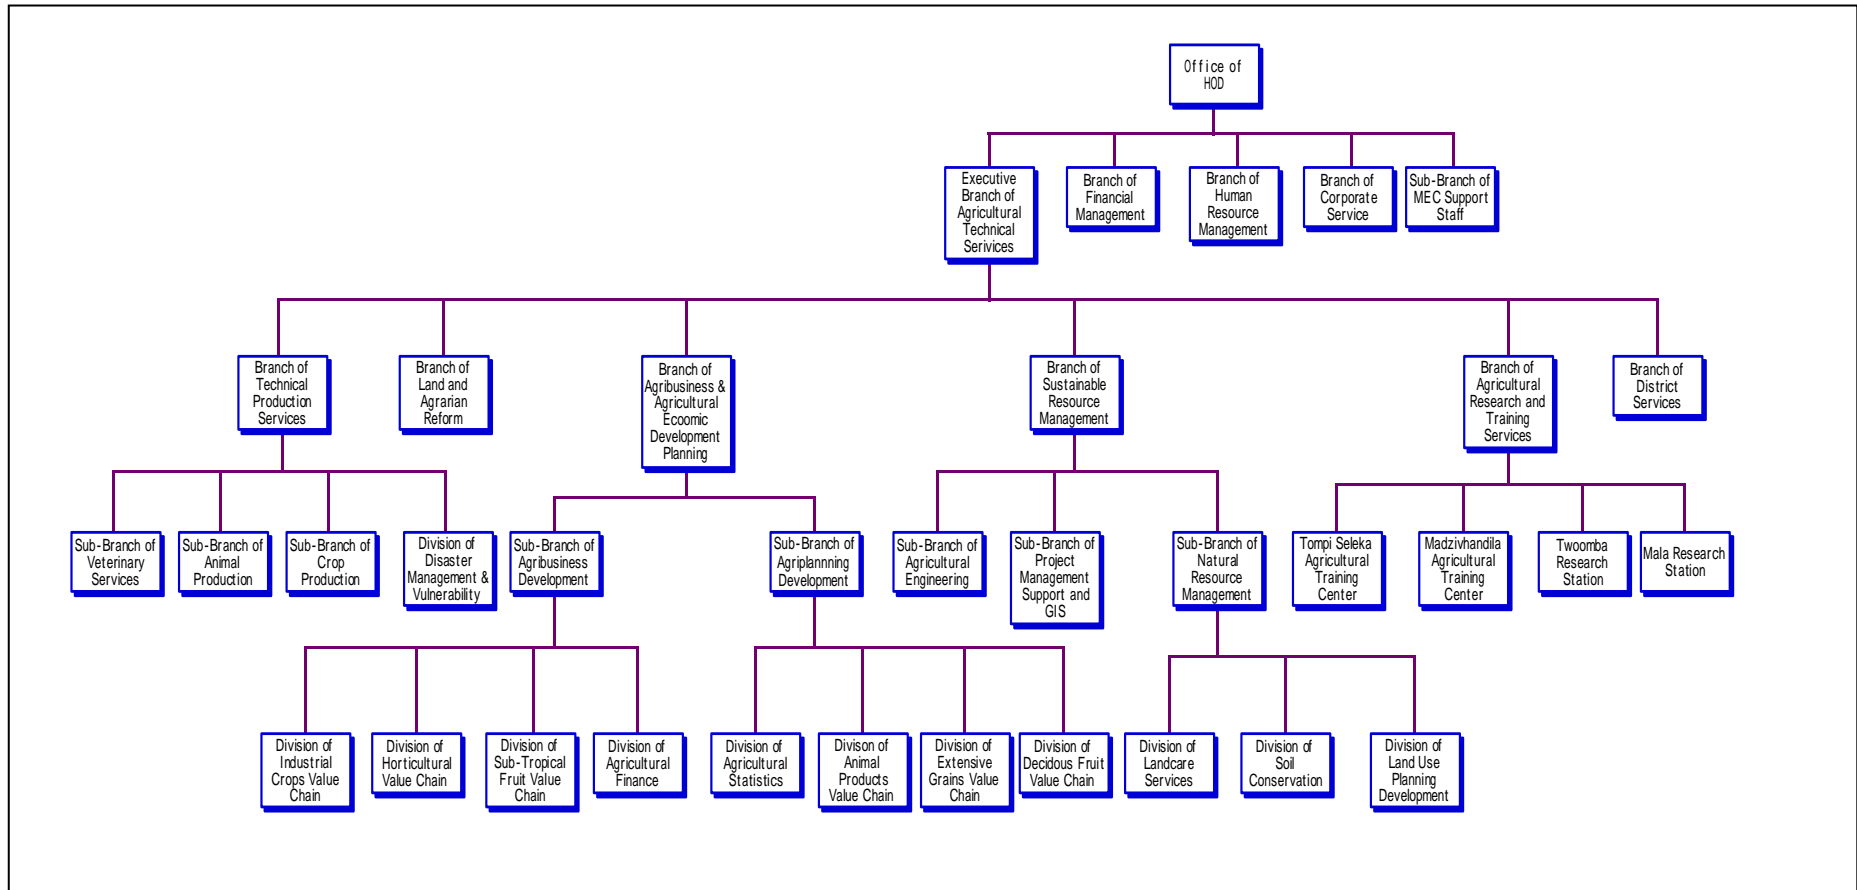 Office of
HOD
Executive
Branch of
Agricultural
Technical
Serivices
Branch of
Financial
Management
Branch of
Human
Resource
Management
Branch of
Corporate
Service
Sub-Branch of
MEC Support
Staff
Branch of
Technical
Production
Services
Branch of
Land and
Agrarian
Reform
Branch of
Agribusiness &
Agricultural
Ecoomic
Development
Planning
Branch of
Sustainable
Resource
Management
Branch of
Agricultural
Research and
Training
Services
Branch of
District
Services
Sub-Branch of
Veterinary
Services
Sub-Branch of
Animal
Production
Sub-Branch of
Crop
Production
Division of
Disaster
Management &
Vulnerability
Sub-Branch of
Agribusiness
Development
Sub-Branch of
Agriplannning
Development
Sub-Branch of
Agricultural
Engineering
Sub-Branch of
Project
Management
Support and
GIS
Sub-Branch of
Natural
Resource
Management
Tompi Seleka
Agricultural
Training
Center
Madzivhandila
Agricultural
Training
Center
Twoomba
Research
Station
Mala Research
Station
Division of
Industrial
Crops Value
Chain
Division of
Horticultural
Value Chain
Division of
Sub-Tropical
Fruit Value
Chain
Division of
Agricultural
Finance
Division of
Agricultural
Statistics
Divison of
Animal
Products
Value Chain
Division of
Extensive
Grains Value
Chain
Division of
Decidous Fruit
Value Chain
Division of
Landcare
Services
Division of
Soil
Conservation
Division of
Land Use
Planning
Development